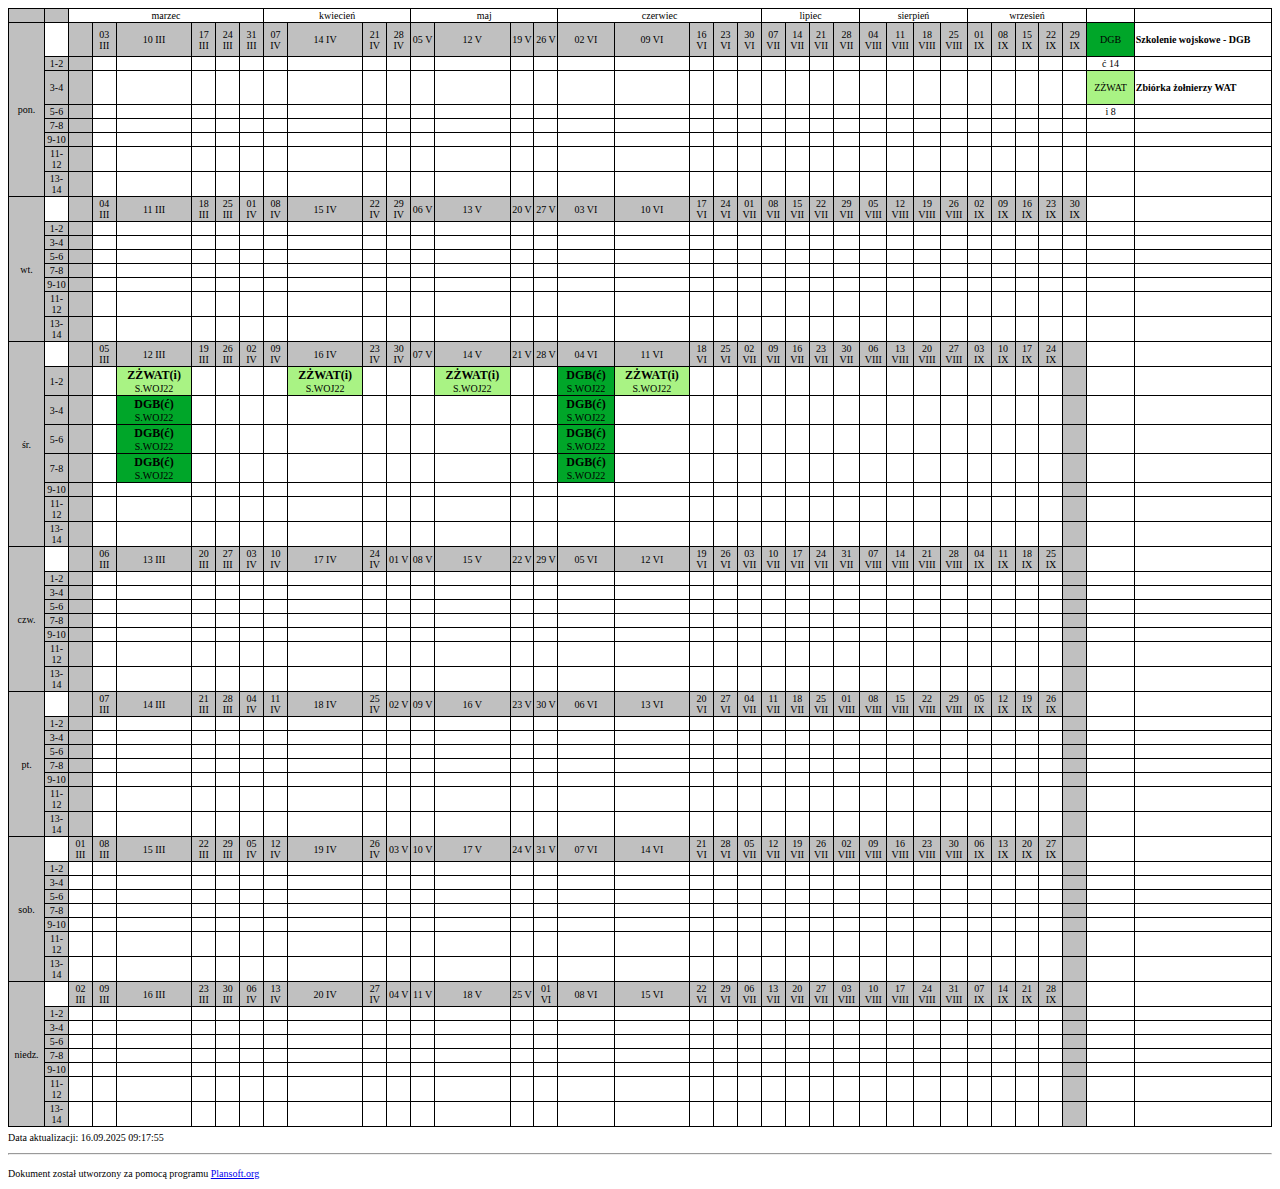 marzec kwiecień maj czerwiec lipiec sierpień wrzesień
pon. 03 III 10 III 17 III 24 III 31 III 07 IV 14 IV 21 IV 28 IV 05 V 12 V 19 V 26 V 02 VI 09 VI 16 VI 23 VI 30 VI 07 VII 14 VII 21 VII 28 VII 04 VIII 11 VIII 18 VIII 25 VIII 01 IX 08 IX 15 IX 22 IX 29 IX DGB Szkolenie wojskowe - DGB
1-2 ć 14
3-4 ZŻWAT Zbiórka żołnierzy WAT
5-6 i 8
7-8
9-10
11-12
13-14
wt. 04 III 11 III 18 III 25 III 01 IV 08 IV 15 IV 22 IV 29 IV 06 V 13 V 20 V 27 V 03 VI 10 VI 17 VI 24 VI 01 VII 08 VII 15 VII 22 VII 29 VII 05 VIII 12 VIII 19 VIII 26 VIII 02 IX 09 IX 16 IX 23 IX 30 IX
1-2
3-4
5-6
7-8
9-10
11-12
13-14
śr. 05 III 12 III 19 III 26 III 02 IV 09 IV 16 IV 23 IV 30 IV 07 V 14 V 21 V 28 V 04 VI 11 VI 18 VI 25 VI 02 VII 09 VII 16 VII 23 VII 30 VII 06 VIII 13 VIII 20 VIII 27 VIII 03 IX 10 IX 17 IX 24 IX
1-2 ZŻWAT(i) S.WOJ22 ZŻWAT(i) S.WOJ22 ZŻWAT(i) S.WOJ22 DGB(ć) S.WOJ22 ZŻWAT(i) S.WOJ22
3-4 DGB(ć) S.WOJ22 DGB(ć) S.WOJ22
5-6 DGB(ć) S.WOJ22 DGB(ć) S.WOJ22
7-8 DGB(ć) S.WOJ22 DGB(ć) S.WOJ22
9-10
11-12
13-14
czw. 06 III 13 III 20 III 27 III 03 IV 10 IV 17 IV 24 IV 01 V 08 V 15 V 22 V 29 V 05 VI 12 VI 19 VI 26 VI 03 VII 10 VII 17 VII 24 VII 31 VII 07 VIII 14 VIII 21 VIII 28 VIII 04 IX 11 IX 18 IX 25 IX
1-2
3-4
5-6
7-8
9-10
11-12
13-14
pt. 07 III 14 III 21 III 28 III 04 IV 11 IV 18 IV 25 IV 02 V 09 V 16 V 23 V 30 V 06 VI 13 VI 20 VI 27 VI 04 VII 11 VII 18 VII 25 VII 01 VIII 08 VIII 15 VIII 22 VIII 29 VIII 05 IX 12 IX 19 IX 26 IX
1-2
3-4
5-6
7-8
9-10
11-12
13-14
sob. 01 III 08 III 15 III 22 III 29 III 05 IV 12 IV 19 IV 26 IV 03 V 10 V 17 V 24 V 31 V 07 VI 14 VI 21 VI 28 VI 05 VII 12 VII 19 VII 26 VII 02 VIII 09 VIII 16 VIII 23 VIII 30 VIII 06 IX 13 IX 20 IX 27 IX
1-2
3-4
5-6
7-8
9-10
11-12
13-14
niedz. 02 III 09 III 16 III 23 III 30 III 06 IV 13 IV 20 IV 27 IV 04 V 11 V 18 V 25 V 01 VI 08 VI 15 VI 22 VI 29 VI 06 VII 13 VII 20 VII 27 VII 03 VIII 10 VIII 17 VIII 24 VIII 31 VIII 07 IX 14 IX 21 IX 28 IX
1-2
3-4
5-6
7-8
9-10
11-12
13-14
Data aktualizacji: 16.09.2025 09:17:55
Dokument został utworzony za pomocą programu Plansoft.org